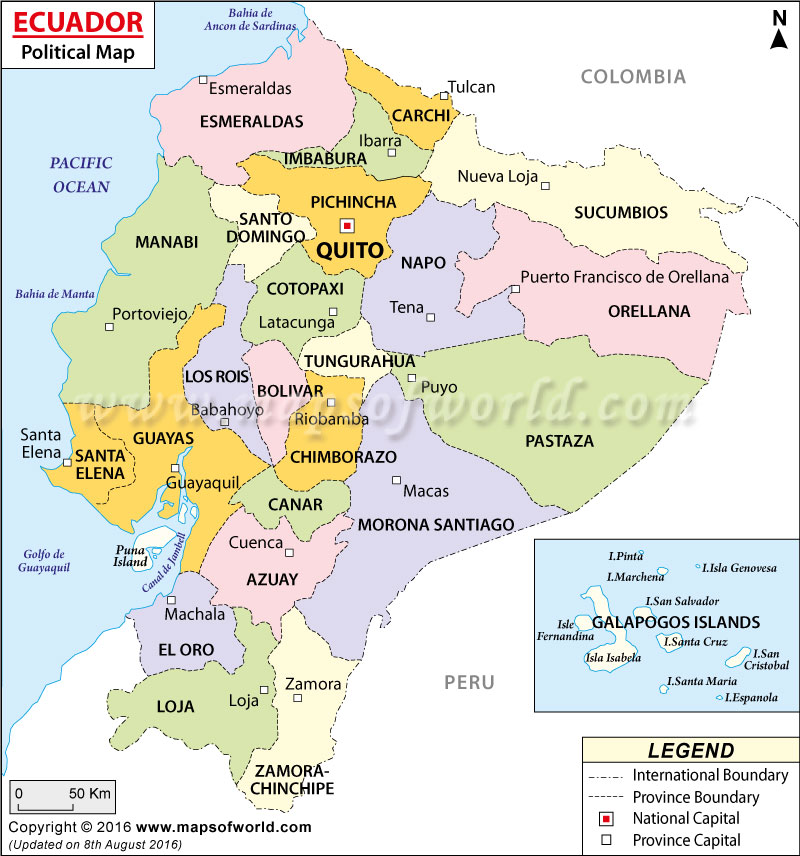 ECUADOR
Political Map
Bahia de
Ancon de Sardinas
N
COLOMBIA
Esmeraldas
ESMERALDAS
Tulcan
CARCHI
Ibarra
IMBABURA
PACIFIC
OCEAN
Nueva Loja
SUCUMBIOS
PICHINCHA
QUITO
SANTO
DOMINGO
MANABI
NAPO
Puerto Francisco de Orellana
ORELLANA
COTOPAXI
Latacunga
Tena
Bahia de Manta
Portoviejo
TUNGURAHUA
Puyo
LOS ROIS
BOLIVAR
Babahoyo
Riobamba
www.mapsofworld.com
CHIMBORAZO
PASTAZA
GUAYAS
Guayaquil
Santa
Elena
SANTA
ELENA
Macas
CANAR
MORONA SANTIAGO
Golfo de
Guayaquil
Puna
Island
Canal de Jambeli
Cuenca
AZUAY
Machala
EL ORO
LOJA
Loja
Zamora
ZAMORA-
CHINCHIPE
PERU
I.Pinta
I.Isla Genovesa
I.Marchena
I.San Salvador
GALAPOGOS ISLANDS
Isle
Fernandina
I.Santa Cruz
Isla Isabela
I.San
Cristobal
I.Santa Maria
I.Espanola
LEGEND
International Boundary
Province Boundary
National Capital
Province Capital
0 50 Km
Copyright © 2016 www.mapsofworld.com
(Updated on 8th August 2016)